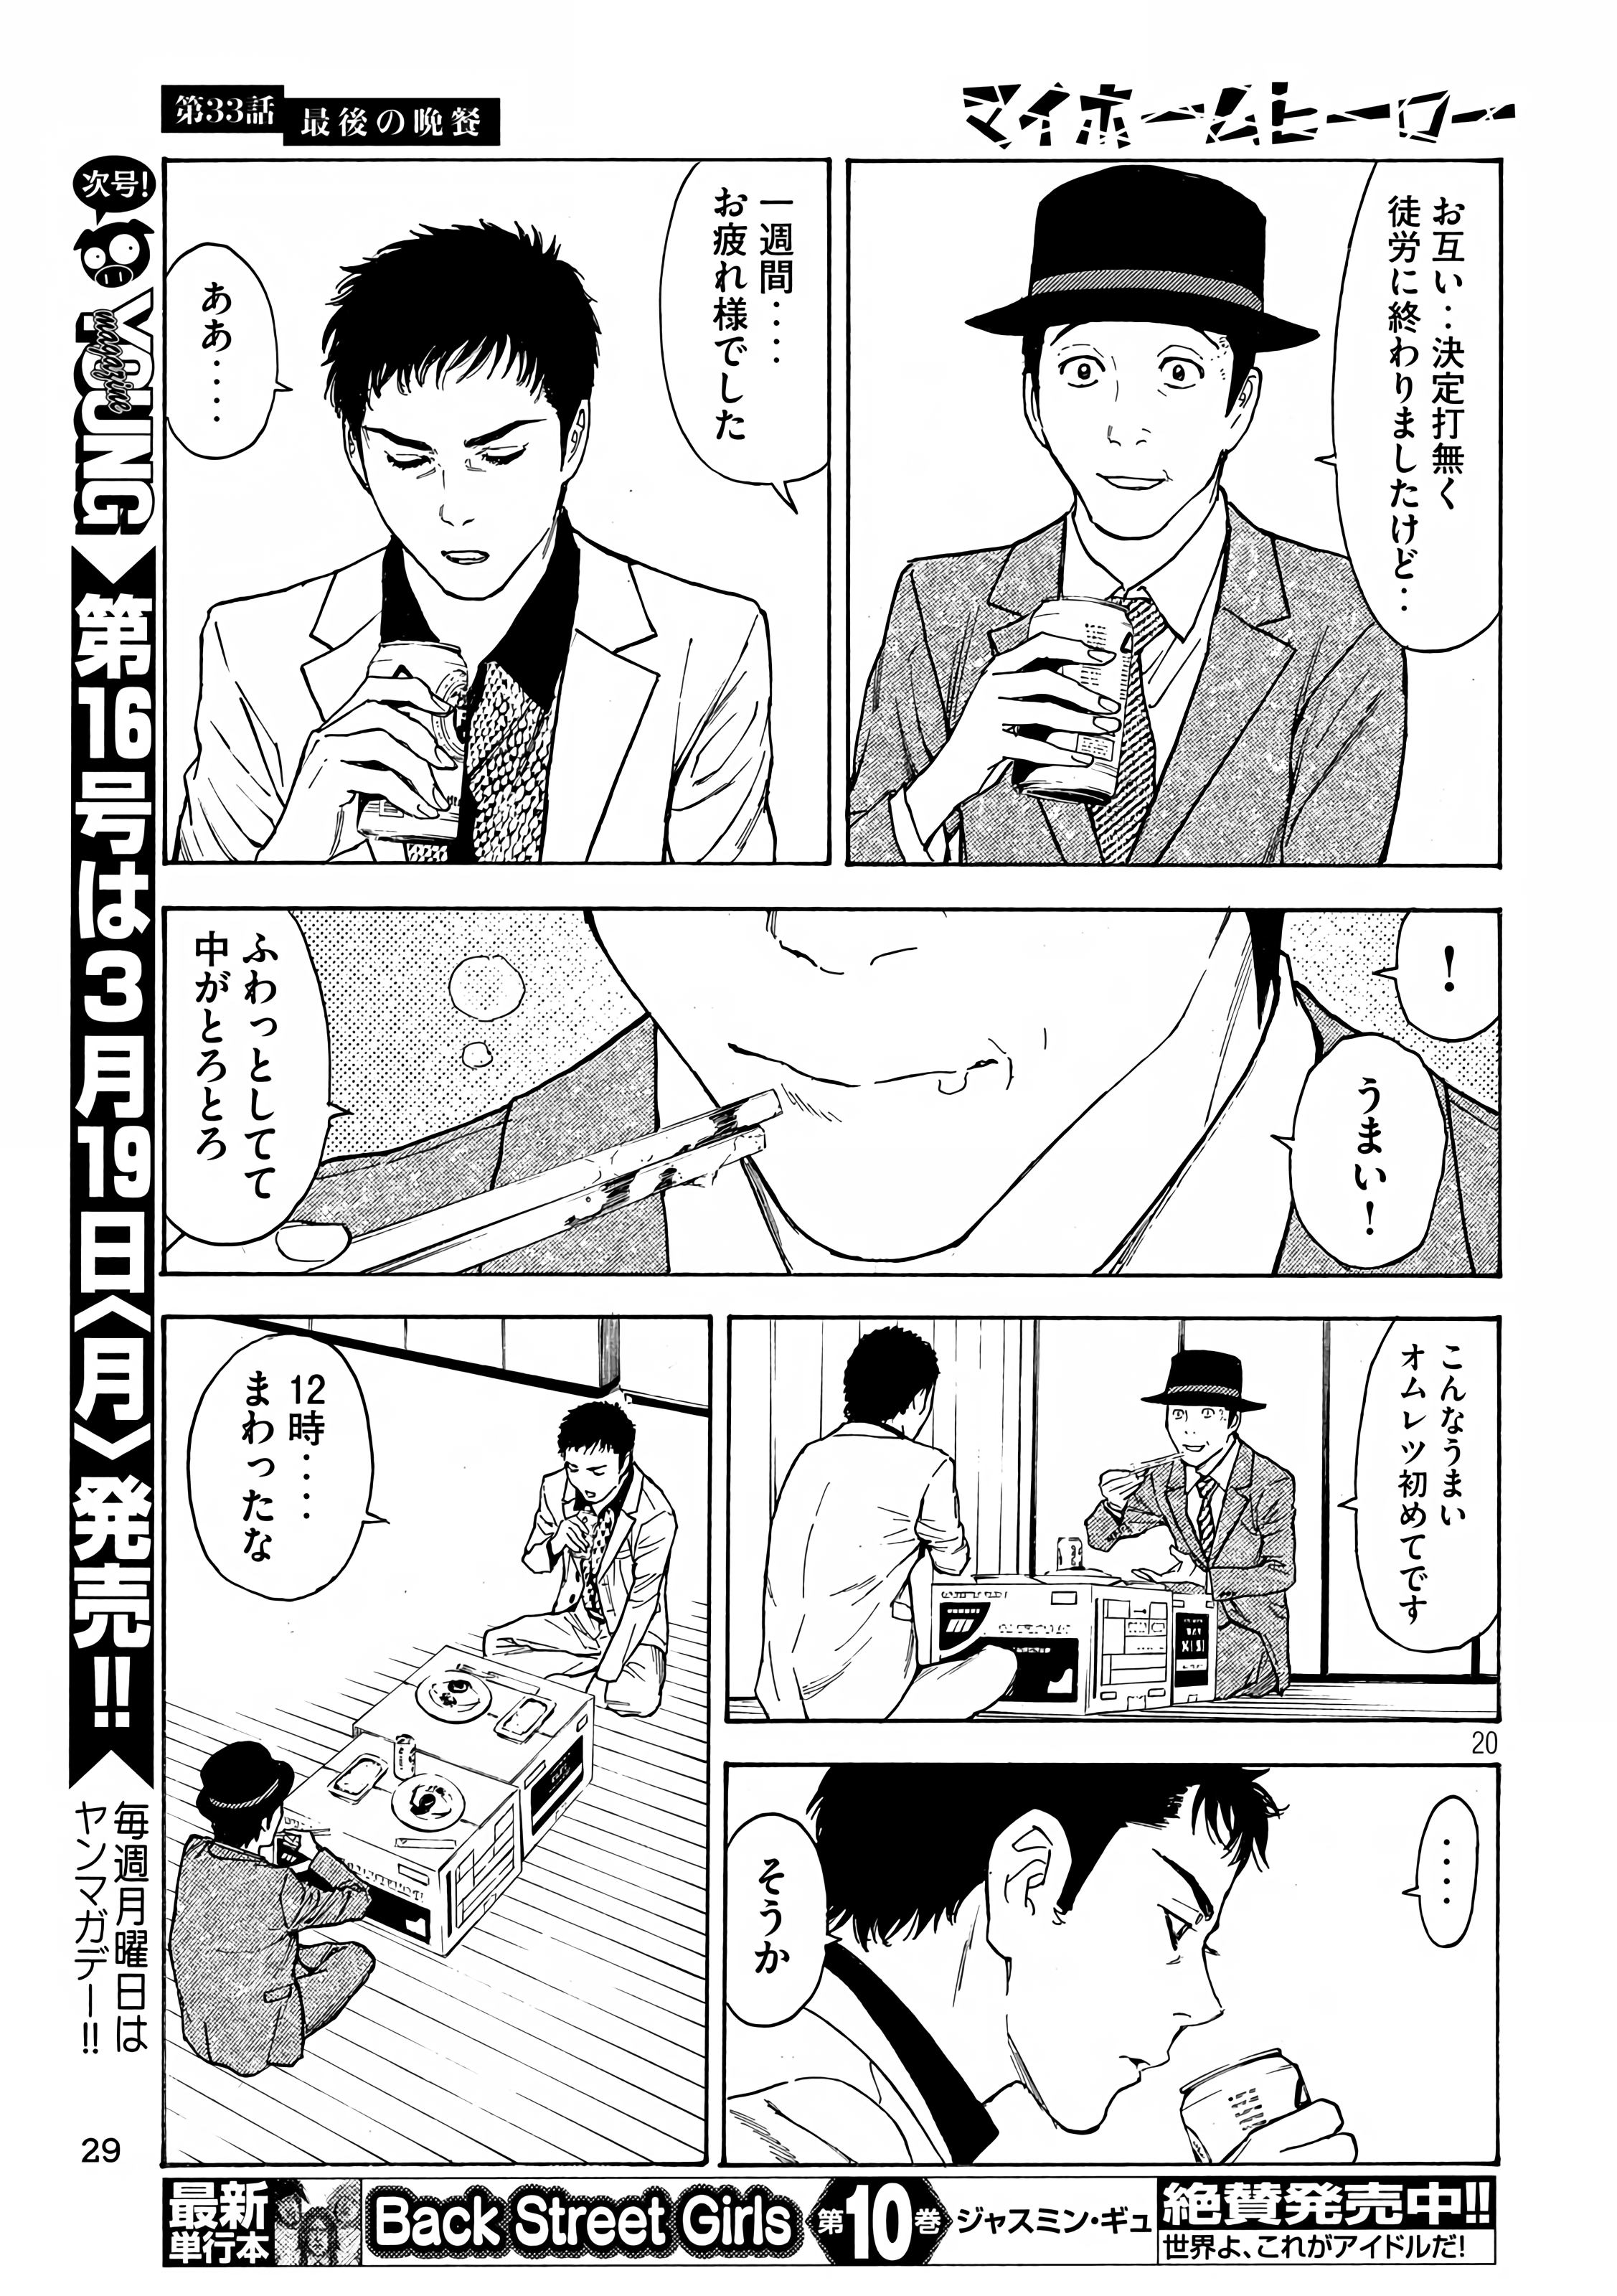 第33話
最後の晩餐
マイホームヒーロー
お互い‥決定打無く
徒労に終わりましたけど‥
一週間‥‥
お疲れ様でした
ああ‥‥
!
うまい!
ふわっとしてて
中がとろとろ
こんなうまい
オムレツ初めてです
20
‥‥
そうか
12時‥‥
まわったな
次号!
YOUNG
magazine
第16号は3月19日〈月〉発売!!
毎週月曜日は
ヤンマガデー!!
29
最新
単行本
Back Street Girls
第10巻
ジャスミン・ギュ
絶賛発売中!!
世界よ、これがアイドルだ!